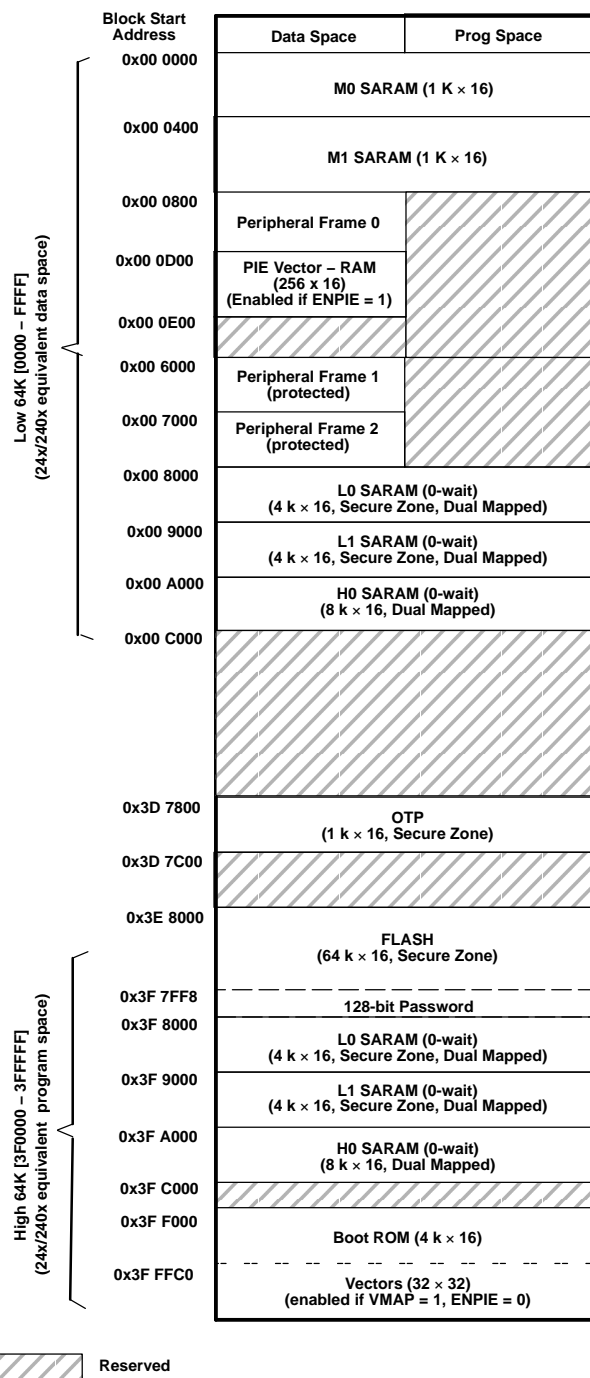 Block Start
Address
Data Space
Prog Space
Low 64K [0000 – FFFF]
(24x/240x equivalent data space)
0x00 0000
M0 SARAM (1 K × 16)
0x00 0400
M1 SARAM (1 K × 16)
0x00 0800
Peripheral Frame 0
0x00 0D00
PIE Vector – RAM
(256 x 16)
(Enabled if ENPIE = 1)
0x00 0E00
0x00 6000
Peripheral Frame 1
(protected)
0x00 7000
Peripheral Frame 2
(protected)
0x00 8000
L0 SARAM (0-wait)
(4 k × 16, Secure Zone, Dual Mapped)
0x00 9000
L1 SARAM (0-wait)
(4 k × 16, Secure Zone, Dual Mapped)
0x00 A000
H0 SARAM (0-wait)
(8 k × 16, Dual Mapped)
0x00 C000
0x3D 7800
OTP
(1 k × 16, Secure Zone)
0x3D 7C00
0x3E 8000
FLASH
(64 k × 16, Secure Zone)
High 64K [3F0000 – 3FFFFF]
(24x/240x equivalent program space)
0x3F 7FF8
128-bit Password
0x3F 8000
L0 SARAM (0-wait)
(4 k × 16, Secure Zone, Dual Mapped)
0x3F 9000
L1 SARAM (0-wait)
(4 k × 16, Secure Zone, Dual Mapped)
0x3F A000
H0 SARAM (0-wait)
(8 k × 16, Dual Mapped)
0x3F C000
0x3F F000
Boot ROM (4 k × 16)
0x3F FFC0
Vectors (32 × 32)
(enabled if VMAP = 1, ENPIE = 0)
Reserved